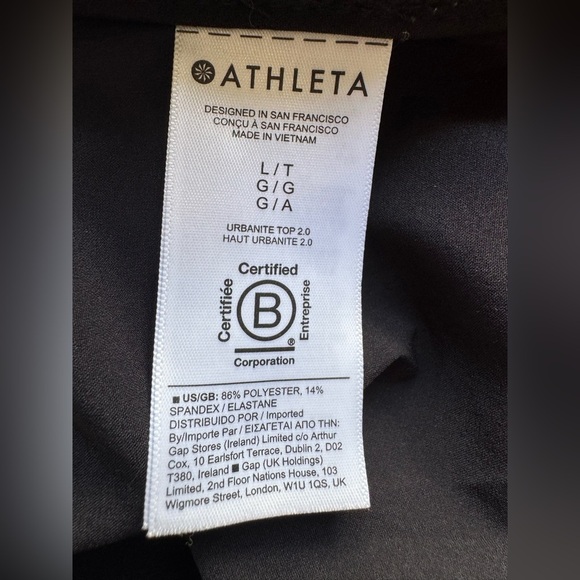 ATHLETA
DESIGNED IN SAN FRANCISCO
CONÇU À SAN FRANCISCO
MADE IN VIETNAM
L / T
G / G
G / A
URBANITE TOP 2.0
HAUT URBANITE 2.0
Certified
Certifiée
B
Entreprise
®
Corporation
■ US/GB: 86% POLYESTER, 14%
SPANDEX / ELASTANE
DISTRIBUIDO POR / Imported
By/Importe Par / ΕΙΣΑΓΕΤΑΙ ΑΠΟ ΤΗΝ:
Gap Stores (Ireland) Limited c/o Arthur
Cox, 10 Earlsfort Terrace, Dublin 2, D02
T380, Ireland ■ Gap (UK Holdings)
Limited, 2nd Floor Nations House, 103
Wigmore Street, London, W1U 1QS, UK